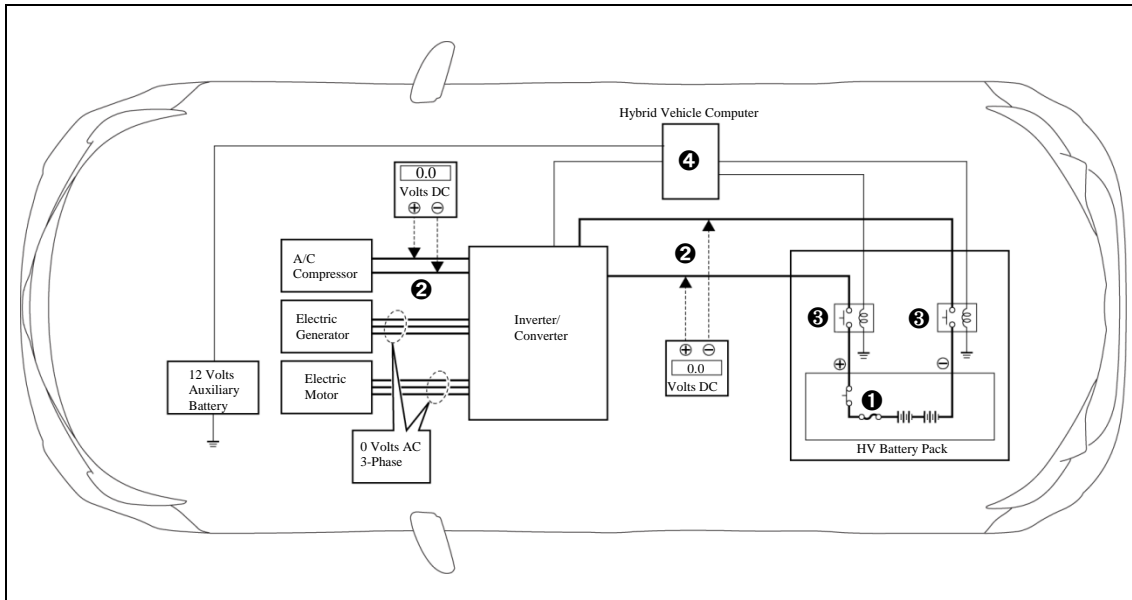 Hybrid Vehicle Computer
❹
0.0
Volts DC
⊕ ⊖
❷
A/C
Compressor
❷
Electric
Generator
Inverter/
Converter
❸
❸
⊕ ⊖
0.0
Volts DC
⊕
⊖
12 Volts
Auxiliary
Battery
Electric
Motor
❶
0 Volts AC
3-Phase
HV Battery Pack